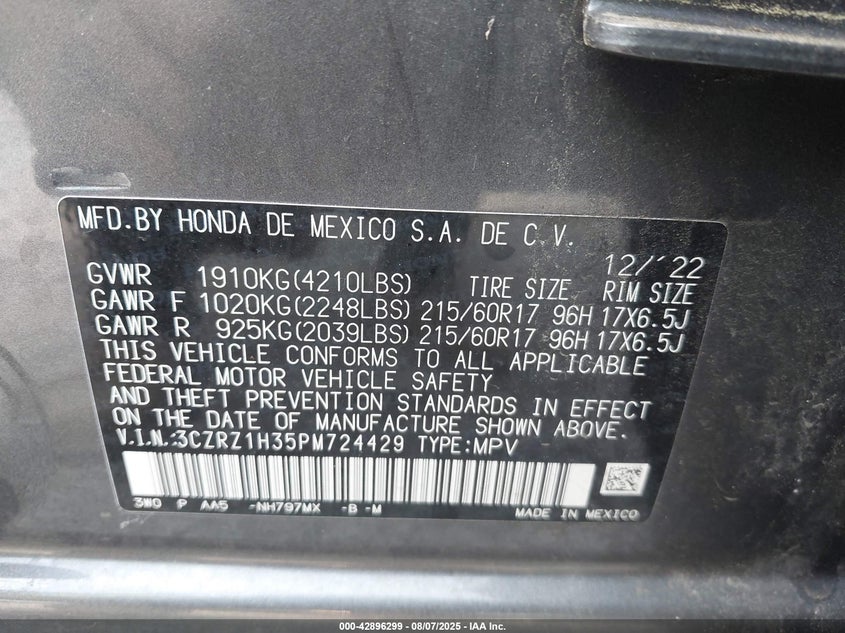 MFD.BY HONDA DE MEXICO S.A. DE C.V.
12/'22
GVWR 1910KG(4210LBS) TIRE SIZE RIM SIZE
GAWR F 1020KG(2248LBS) 215/60R17 96H 17X6.5J
GAWR R 925KG(2039LBS) 215/60R17 96H 17X6.5J
THIS VEHICLE CONFORMS TO ALL APPLICABLE
FEDERAL MOTOR VEHICLE SAFETY
AND THEFT PREVENTION STANDARDS IN EFFECT
ON THE DATE OF MANUFACTURE SHOWN ABOVE.
V.I.N.:3CZRZ1H35PM724429 TYPE:MPV
3W0 P AA5 -NH797MX -B -M
MADE IN MEXICO
000-42896299 - 08/07/2025 - IAA Inc.